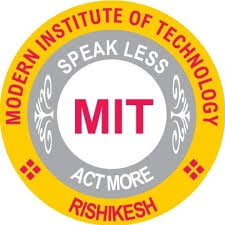 MODERN INSTITUTE OF TECHNOLOGY
SPEAK LESS
MIT
ACT MORE
RISHIKESH